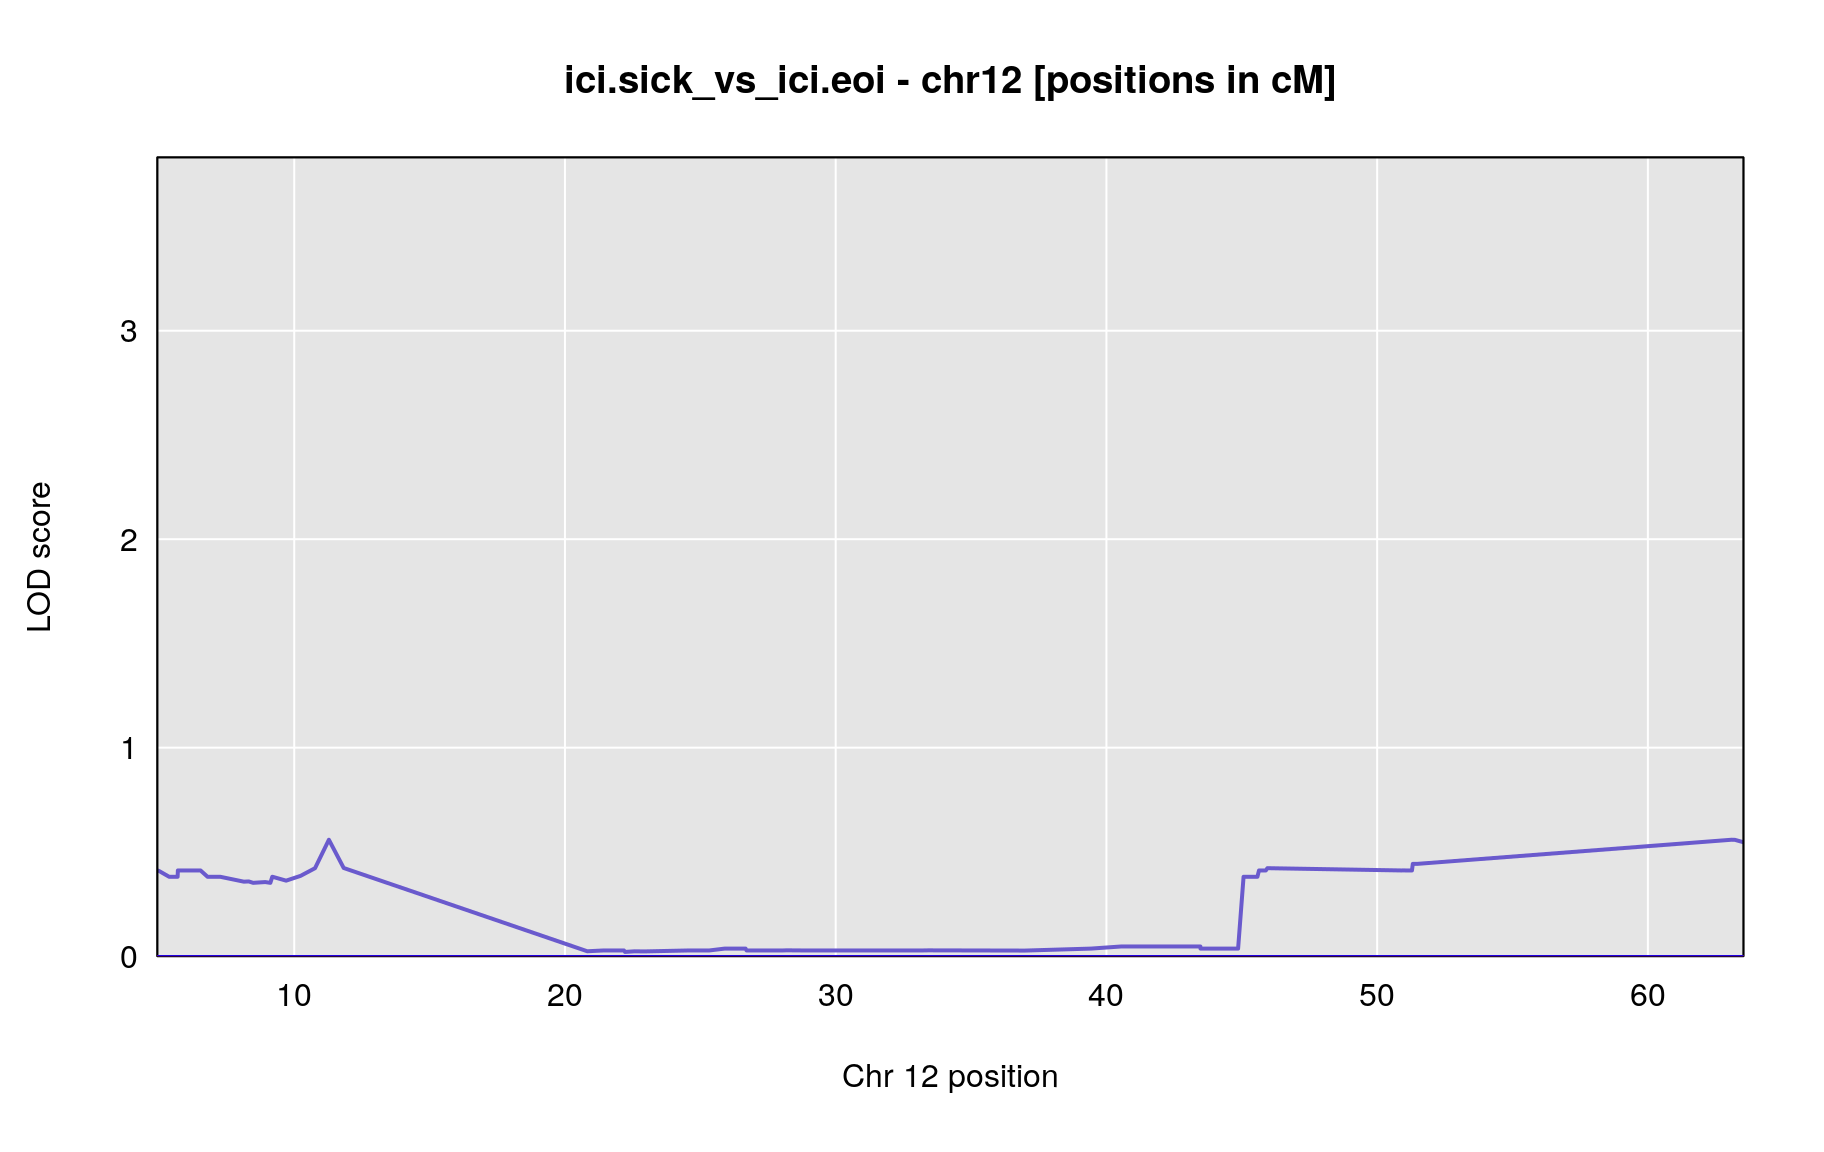 ici.sick_vs_ici.eoi - chr12 [positions in cM]
LOD score
3
2
1
0
10 20 30 40 50 60
Chr 12 position